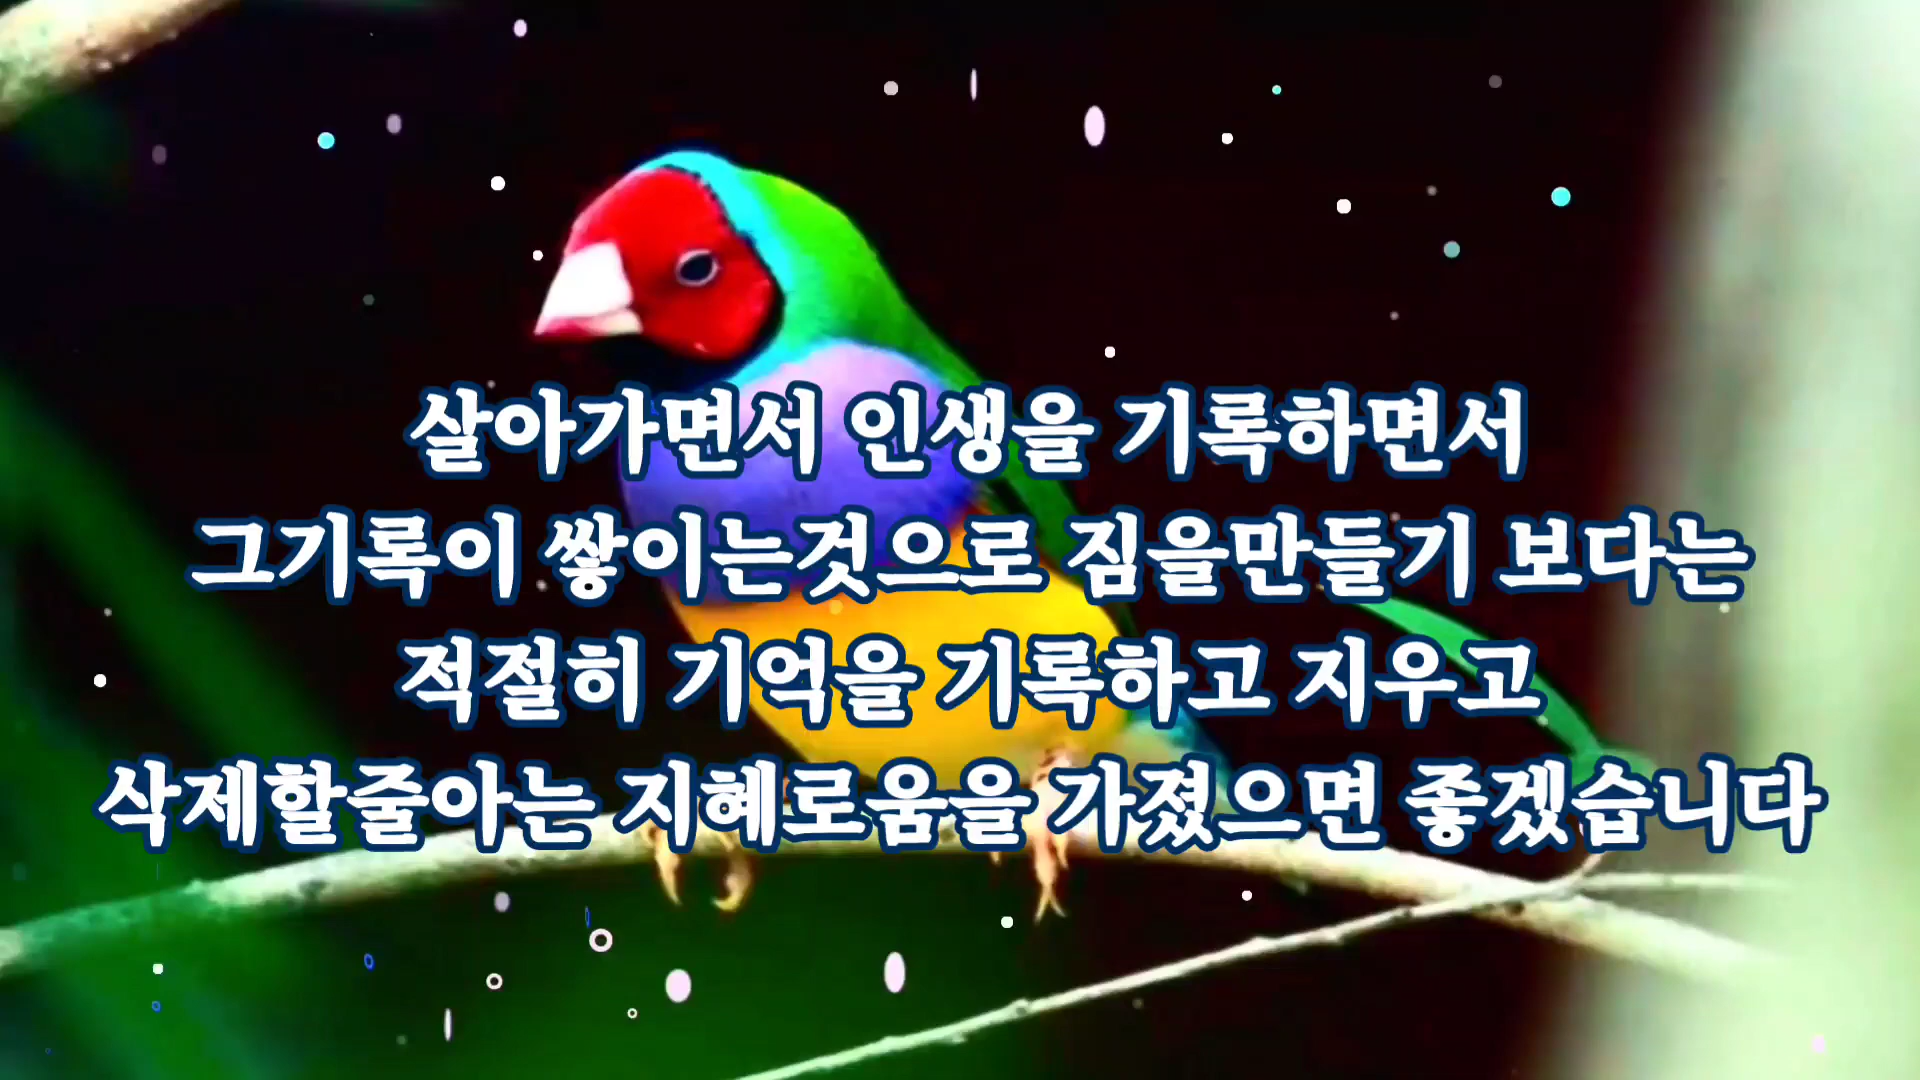 살아가면서 인생을 기록하면서
그기록이 쌓이는것으로 짐을만들기 보다는
적절히 기억을 기록하고 지우고
삭제할줄아는 지혜로움을 가졌으면 좋겠습니다